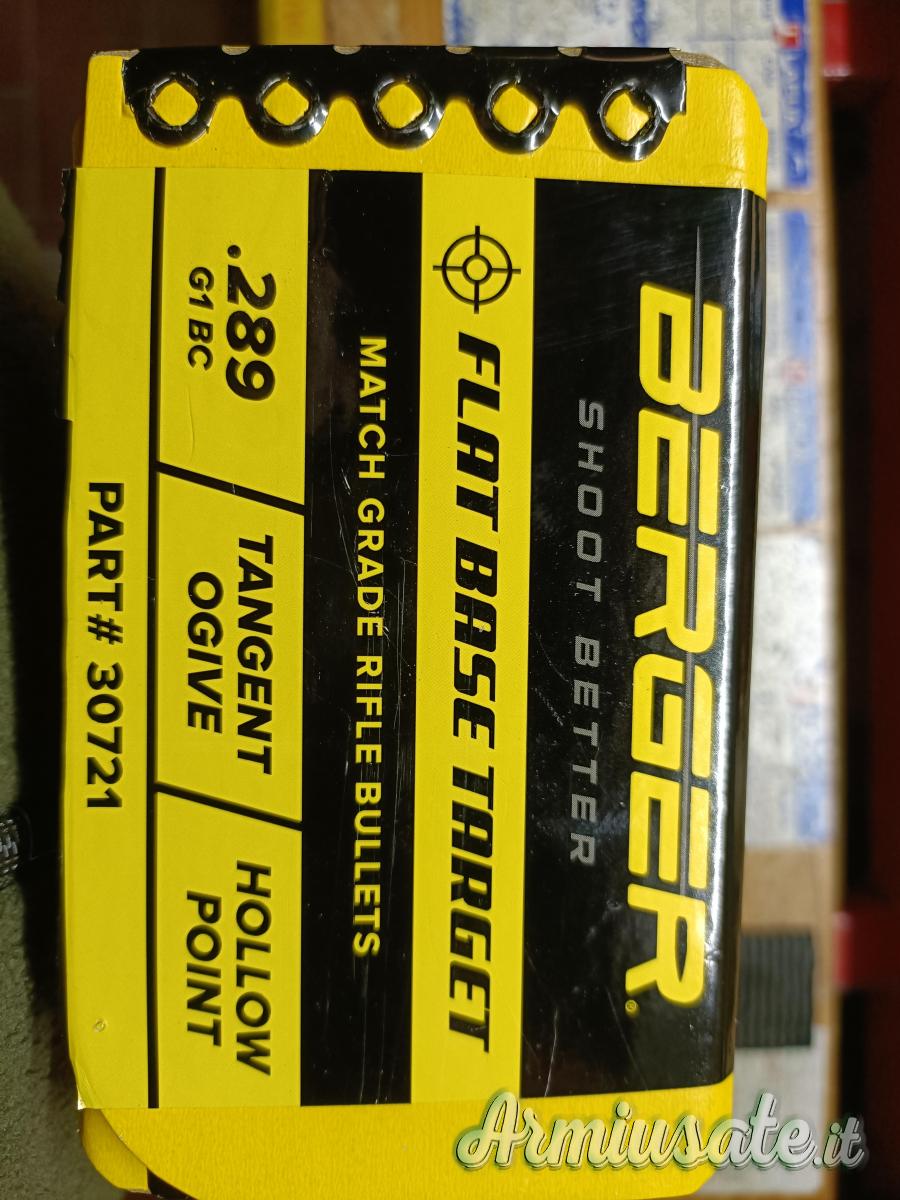 BERGER®
SHOOT BETTER
FLAT BASE TARGET
MATCH GRADE RIFLE BULLETS
.289
G1 BC
TANGENT
OGIVE
HOLLOW
POINT
PART# 30721
Armiusate.it